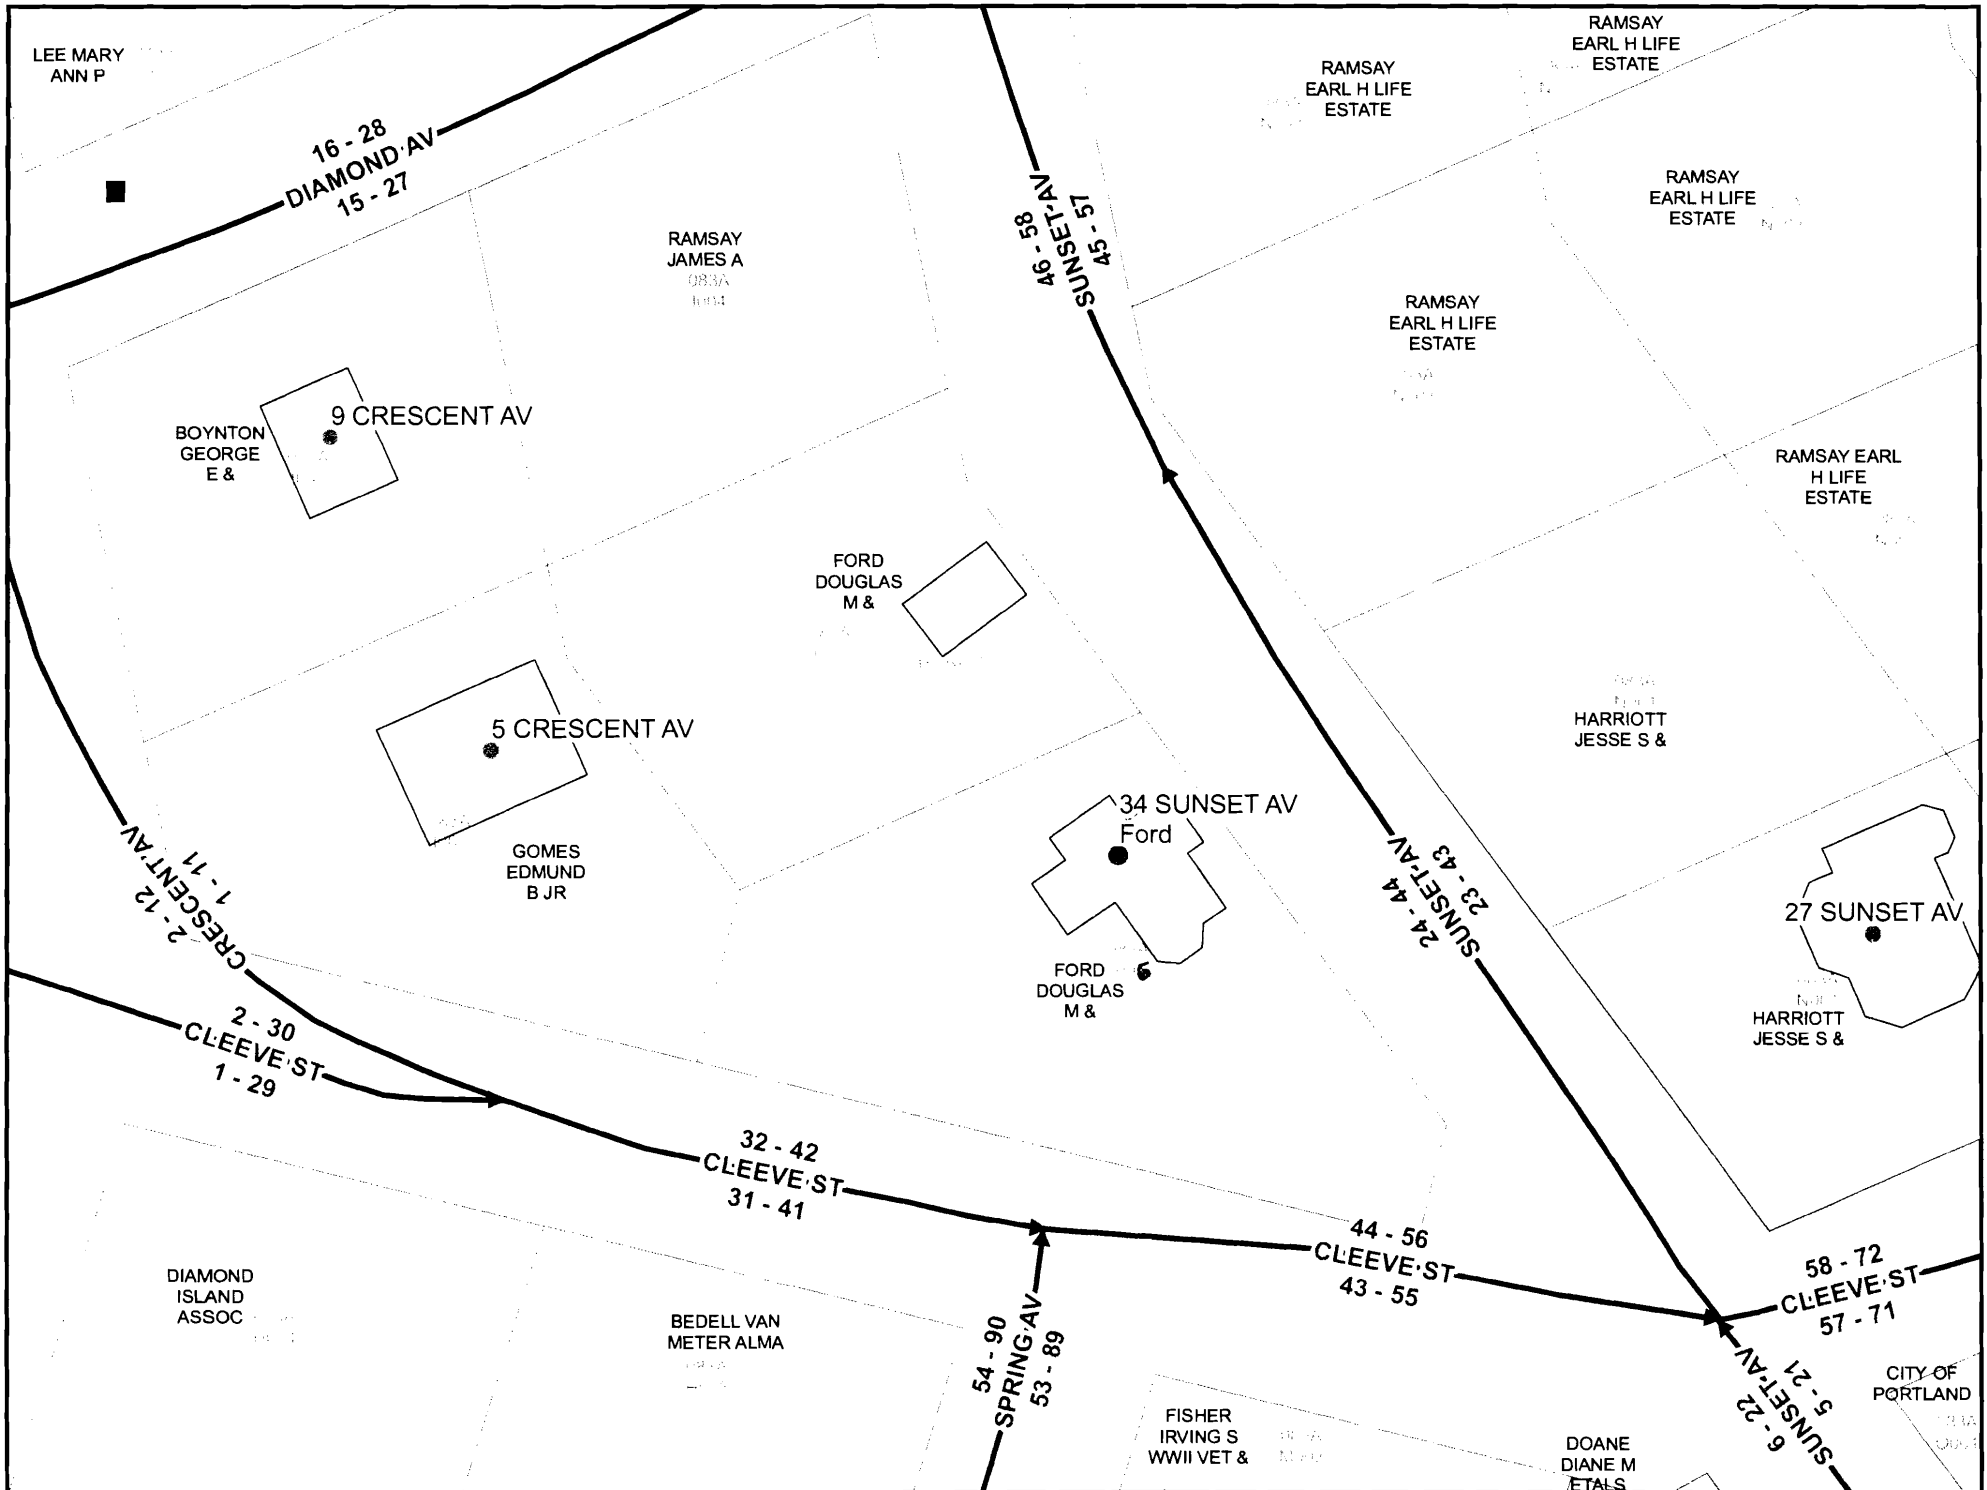 LEE MARY
ANN P
16 - 28
DIAMOND AV
15 - 27
RAMSAY
JAMES A
083A
I004
46 - 58
SUNSET AV
45 - 57
RAMSAY
EARL H LIFE
ESTATE
RAMSAY
EARL H LIFE
ESTATE
RAMSAY
EARL H LIFE
ESTATE
RAMSAY
EARL H LIFE
ESTATE
RAMSAY EARL
H LIFE
ESTATE
9 CRESCENT AV
BOYNTON
GEORGE
E &
FORD
DOUGLAS
M &
5 CRESCENT AV
GOMES
EDMUND
B JR
34 SUNSET AV
Ford
FORD
DOUGLAS
M &
HARRIOTT
JESSE S &
24 - 44
SUNSET AV
23 - 43
27 SUNSET AV
HARRIOTT
JESSE S &
1 - 11
CRESCENT AV
2 - 12
2 - 30
CLEEVE ST
1 - 29
32 - 42
CLEEVE ST
31 - 41
44 - 56
CLEEVE ST
43 - 55
58 - 72
CLEEVE ST
57 - 71
DIAMOND
ISLAND
ASSOC
BEDELL VAN
METER ALMA
54 - 90
SPRING AV
53 - 89
FISHER
IRVING S
WWII VET &
DOANE
DIANE M
ETALS
6 - 22
SUNSET AV
5 - 21
CITY OF
PORTLAND